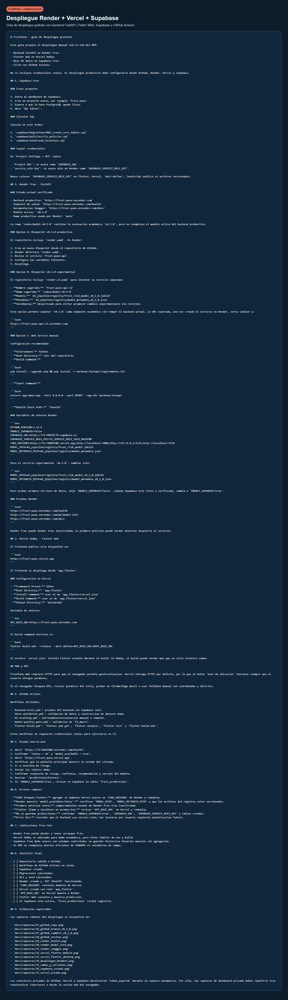 FrostPuno - evidencia local
Despliegue Render + Vercel + Supabase
Guia de despliegue gratuito con backend FastAPI, Flutter Web, Supabase y GitHub Actions.
# FrostPuno - guia de despliegue gratuito
Esta guia prepara el despliegue manual end-to-end del MVP:
- Backend FastAPI en Render Free.
- Flutter Web en Vercel Hobby.
- Base de datos en Supabase Free.
- CI/CD con GitHub Actions.
No se incluyen credenciales reales. El despliegue productivo debe configurarse desde GitHub, Render, Vercel y Supabase.
## 1. Supabase Free
### Crear proyecto
1. Entra al dashboard de Supabase.
2. Crea un proyecto nuevo, por ejemplo `frost-puno`.
3. Espera a que la base PostgreSQL quede lista.
4. Abre `SQL Editor`.
### Ejecutar SQL
Ejecuta en este orden:
1. `supabase/migrations/001_create_core_tables.sql`
2. `supabase/policies/rls_policies.sql`
3. `supabase/seed/seed_locations.sql`
### Copiar credenciales
En `Project Settings > API` copia:
- `Project URL`: se usara como `SUPABASE_URL`.
- `service_role key`: se usara solo en Render como `SUPABASE_SERVICE_ROLE_KEY`.
Nunca colocar `SUPABASE_SERVICE_ROLE_KEY` en Flutter, Vercel, `dart-define`, JavaScript publico ni archivos versionados.
## 2. Render Free - FastAPI
### Estado actual verificado
- Backend productivo: `https://frost-puno.onrender.com`
- Endpoint de salud: `https://frost-puno.onrender.com/health`
- Documentacion Swagger: `https://frost-puno.onrender.com/docs`
- Modelo activo: `v0.1.0`
- Rama productiva usada por Render: `main`
La rama `codex/model-v0-2-0` contiene la evaluacion academica `v0.2.0`, pero no reemplaza el modelo activo del backend productivo.
### Opcion A: Blueprint v0.1.0 productivo
El repositorio incluye `render.yaml`. En Render:
1. Crea un nuevo Blueprint desde el repositorio de GitHub.
2. Render detectara `render.yaml`.
3. Revisa el servicio `frost-puno-api`.
4. Configura las variables faltantes.
5. Despliega.
### Opcion B: Blueprint v0.2.0 experimental
El repositorio incluye `render.v2.yaml` para levantar un servicio separado:
- **Nombre sugerido:** `frost-puno-api-v2`
- **Rama sugerida:** `codex/model-v0-2-0`
- **Modelo:** `ml_pipeline/registry/frost_risk_model_v0_2_0.joblib`
- **Metadata:** `ml_pipeline/registry/model_metadata_v0_2_0.json`
- **AutoDeploy:** desactivado para evitar promover cambios experimentales sin revision.
Esta opcion permite exponer `v0.2.0` como endpoint academico sin romper el backend actual. La URL esperada, una vez creado el servicio en Render, seria similar a:
```text
https://frost-puno-api-v2.onrender.com
```
### Opcion C: Web Service manual
Configuracion recomendada:
- **Environment:** Python
- **Root Directory:** raiz del repositorio
- **Build Command:**
```bash
pip install --upgrade pip && pip install -r backend_fastapi/requirements.txt
```
- **Start Command:**
```bash
uvicorn app.main:app --host 0.0.0.0 --port $PORT --app-dir backend_fastapi
```
- **Health Check Path:** `/health`
### Variables de entorno Render
```env
PYTHON_VERSION=3.11.9
ENABLE_SUPABASE=false
SUPABASE_URL=https://TU-PROYECTO.supabase.co
SUPABASE_SERVICE_ROLE_KEY=TU_SERVICE_ROLE_SOLO_BACKEND
CORS_ORIGINS=https://TU-FRONTEND.vercel.app,http://localhost:3000,http://127.0.0.1:5174,http://localhost:5174
MODEL_PATH=ml_pipeline/registry/frost_risk_model.joblib
MODEL_METADATA_PATH=ml_pipeline/registry/model_metadata.json
```
Para el servicio experimental `v0.2.0`, cambiar solo:
```env
MODEL_PATH=ml_pipeline/registry/frost_risk_model_v0_2_0.joblib
MODEL_METADATA_PATH=ml_pipeline/registry/model_metadata_v0_2_0.json
```
Para probar primero sin base de datos, deja `ENABLE_SUPABASE=false`. Cuando Supabase este listo y verificado, cambia a `ENABLE_SUPABASE=true`.
### Pruebas Render
```text
https://frost-puno.onrender.com/health
https://frost-puno.onrender.com/ml/model-info
https://frost-puno.onrender.com/docs
```
Render Free puede dormir tras inactividad; la primera peticion puede tardar mientras despierta el servicio.
## 3. Vercel Hobby - Flutter Web
El frontend publico esta disponible en:
```text
https://frost-puno.vercel.app
```
El frontend se despliega desde `app_flutter`.
### Configuracion en Vercel
- **Framework Preset:** Other
- **Root Directory:** `app_flutter`
- **Install Command:** usar el de `app_flutter/vercel.json`
- **Build Command:** usar el de `app_flutter/vercel.json`
- **Output Directory:** `build/web`
Variable de entorno:
```env
API_BASE_URL=https://frost-puno.onrender.com
```
El build command efectivo es:
```bash
flutter build web --release --dart-define=API_BASE_URL=$API_BASE_URL
```
El archivo `vercel.json` instala Flutter estable durante el build. En Hobby, el build puede tardar mas que un sitio estatico comun.
## PWA y GPS
FrostPuno Web requiere HTTPS para que el navegador permita geolocalizacion. Vercel entrega HTTPS por defecto, por lo que el boton `Usar mi ubicacion` funciona siempre que el
usuario otorgue permisos.
Si el navegador bloquea GPS, revisar permisos del sitio, probar en Chrome/Edge movil o usar fallback manual con coordenadas y distrito.
## 4. GitHub Actions
Workflows incluidos:
- `backend-tests.yml`: pruebas del backend sin Supabase real.
- `data-validation.yml`: validacion de datos y construccion de dataset demo.
- `ml-training.yml`: entrenamiento/evaluacion manual o semanal.
- `model-quality-gate.yml`: validacion de `f1_macro`.
- `flutter-build.yml`: `flutter pub get`, `flutter analyze`, `flutter test` y `flutter build web`.
Estos workflows no requieren credenciales reales para ejecutarse en CI.
## 5. Prueba end-to-end
1. Abrir `https://TU-BACKEND.onrender.com/health`.
2. Confirmar `status = ok` y `model_available = true`.
3. Abrir `https://frost-puno.vercel.app`.
4. Verificar que la pantalla principal muestre el estado del sistema.
5. Ir a consulta de riesgo.
6. Enviar los valores demo.
7. Confirmar respuesta de riesgo, confianza, recomendacion y version del modelo.
8. Revisar `/predictions/history`.
9. Si `ENABLE_SUPABASE=true`, revisar en Supabase la tabla `frost_predictions`.
## 6. Errores comunes
- **CORS bloquea Flutter:** agregar el dominio Vercel exacto en `CORS_ORIGINS` de Render y redeploy.
- **Render muestra `model_available=false`:** verificar `MODEL_PATH`, `MODEL_METADATA_PATH` y que los archivos del registry esten versionados.
- **Primera peticion lenta:** comportamiento normal de Render Free tras inactividad.
- **Flutter llama a localhost en produccion:** revisar `API_BASE_URL` en Vercel y redeploy.
- **No se guardan predicciones:** confirmar `ENABLE_SUPABASE=true`, `SUPABASE_URL`, `SUPABASE_SERVICE_ROLE_KEY` y tablas creadas.
- **Error RLS:** recordar que el backend usa service role; las lecturas por usuario requieren autenticacion futura.
## 7. Limitaciones free tier
- Render Free puede dormir y tener arranque frio.
- Vercel Hobby es adecuado para demo academica, pero tiene limites de uso y build.
- Supabase Free debe usarse con volumen controlado; no guardar historicos horarios masivos sin agregacion.
- El MVP no reemplaza alertas oficiales de SENAMHI ni validacion de campo.
## 8. Checklist final
- [ ] Repositorio subido a GitHub.
- [ ] Workflows de GitHub Actions en verde.
- [ ] Supabase creado.
- [ ] Migraciones ejecutadas.
- [ ] RLS y seed ejecutados.
- [ ] Render creado y `GET /health` funcionando.
- [ ] `CORS_ORIGINS` contiene dominio de Vercel.
- [ ] Vercel creado con root `app_flutter`.
- [ ] `API_BASE_URL` en Vercel apunta a Render.
- [ ] Flutter Web consulta y muestra prediccion.
- [ ] Si Supabase esta activo, `frost_predictions` recibe registros.
## 9. Evidencias capturadas
Las capturas remotas del despliegue se encuentran en:
- `docs/capturas/25_github_repo.png`
- `docs/capturas/26_github_branch_v0_2_0.png`
- `docs/capturas/27_github_commits_v0_2_0.png`
- `docs/capturas/28_github_actions.png`
- `docs/capturas/29_render_health.png`
- `docs/capturas/30_render_model_info.png`
- `docs/capturas/31_render_swagger.png`
- `docs/capturas/32_vercel_flutter_mobile.png`
- `docs/capturas/33_vercel_flutter_desktop.png`
- `docs/capturas/34_despliegue_headers.png`
- `docs/capturas/35_ramas_y_versiones.png`
- `docs/capturas/36_supabase_estado.png`
- `docs/capturas/37_vercel_estado.png`
Los conectores privados de GitHub, Vercel y Supabase devolvieron `token_expired` durante la captura automatica. Por ello, las capturas de dashboard privado deben repetirse tras
reautenticar conectores o desde la sesion web del navegador.